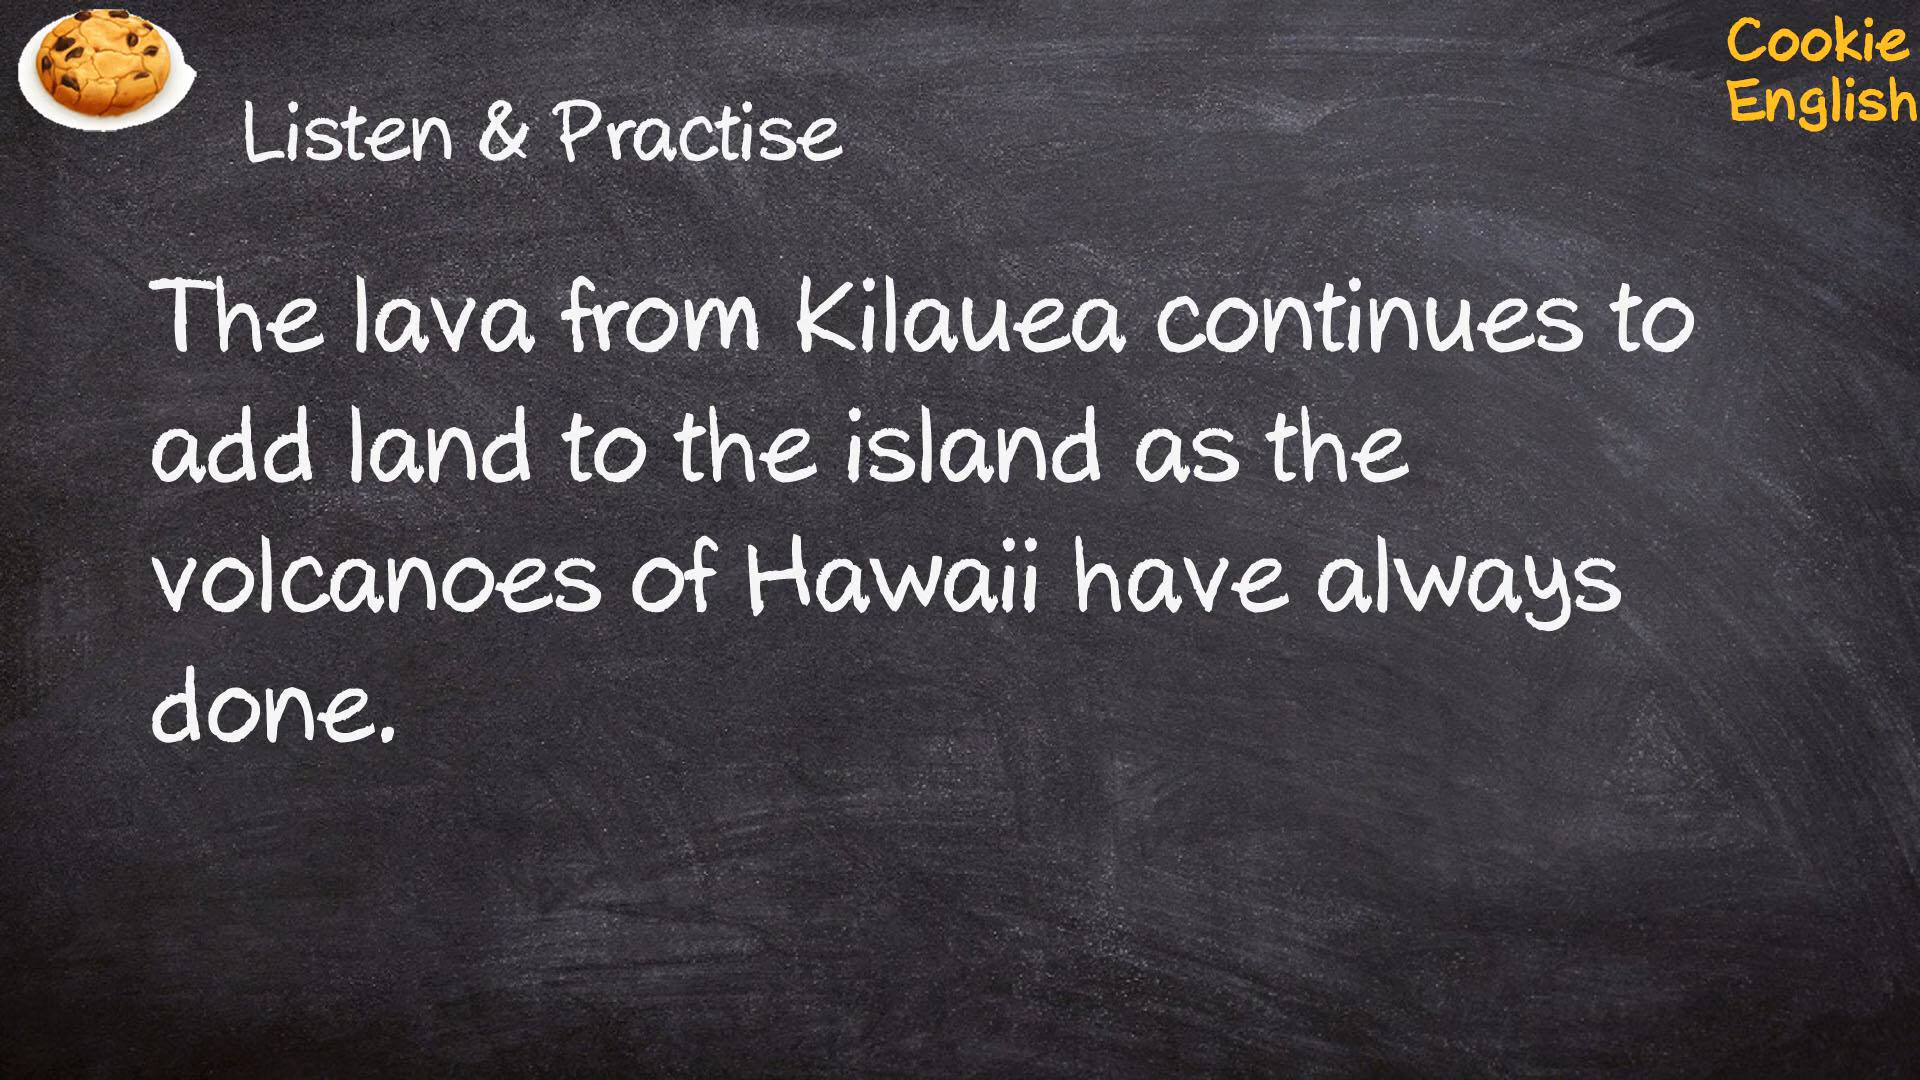 Cookie
English
Listen & Practise
The lava from Kilauea continues to
add land to the island as the
volcanoes of Hawaii have always
done.